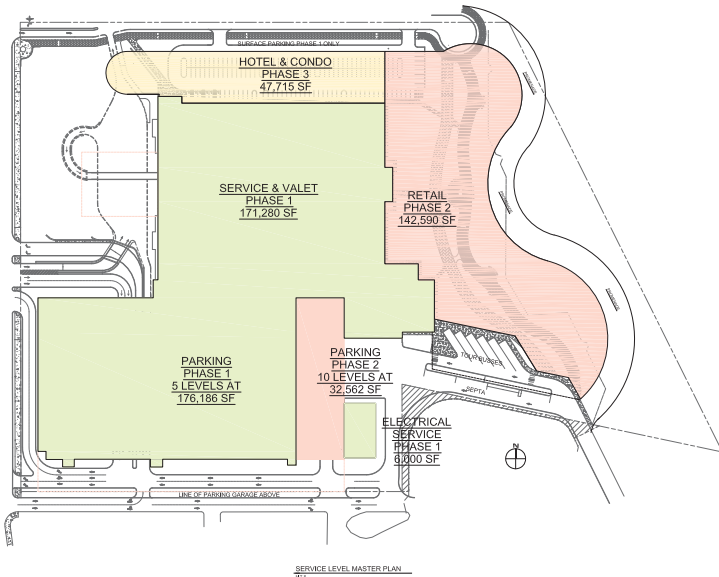 SURFACE PARKING PHASE 1 ONLY
HOTEL & CONDO
PHASE 3
47,715 SF
SERVICE & VALET
PHASE 1
171,280 SF
RETAIL
PHASE 2
142,590 SF
PARKING
PHASE 1
5 LEVELS AT
176,186 SF
PARKING
PHASE 2
10 LEVELS AT
32,562 SF
TOUR BUSSES
SEPTA
ELECTRICAL
SERVICE
PHASE 1
6,000 SF
N
LINE OF PARKING GARAGE ABOVE
SERVICE LEVEL MASTER PLAN